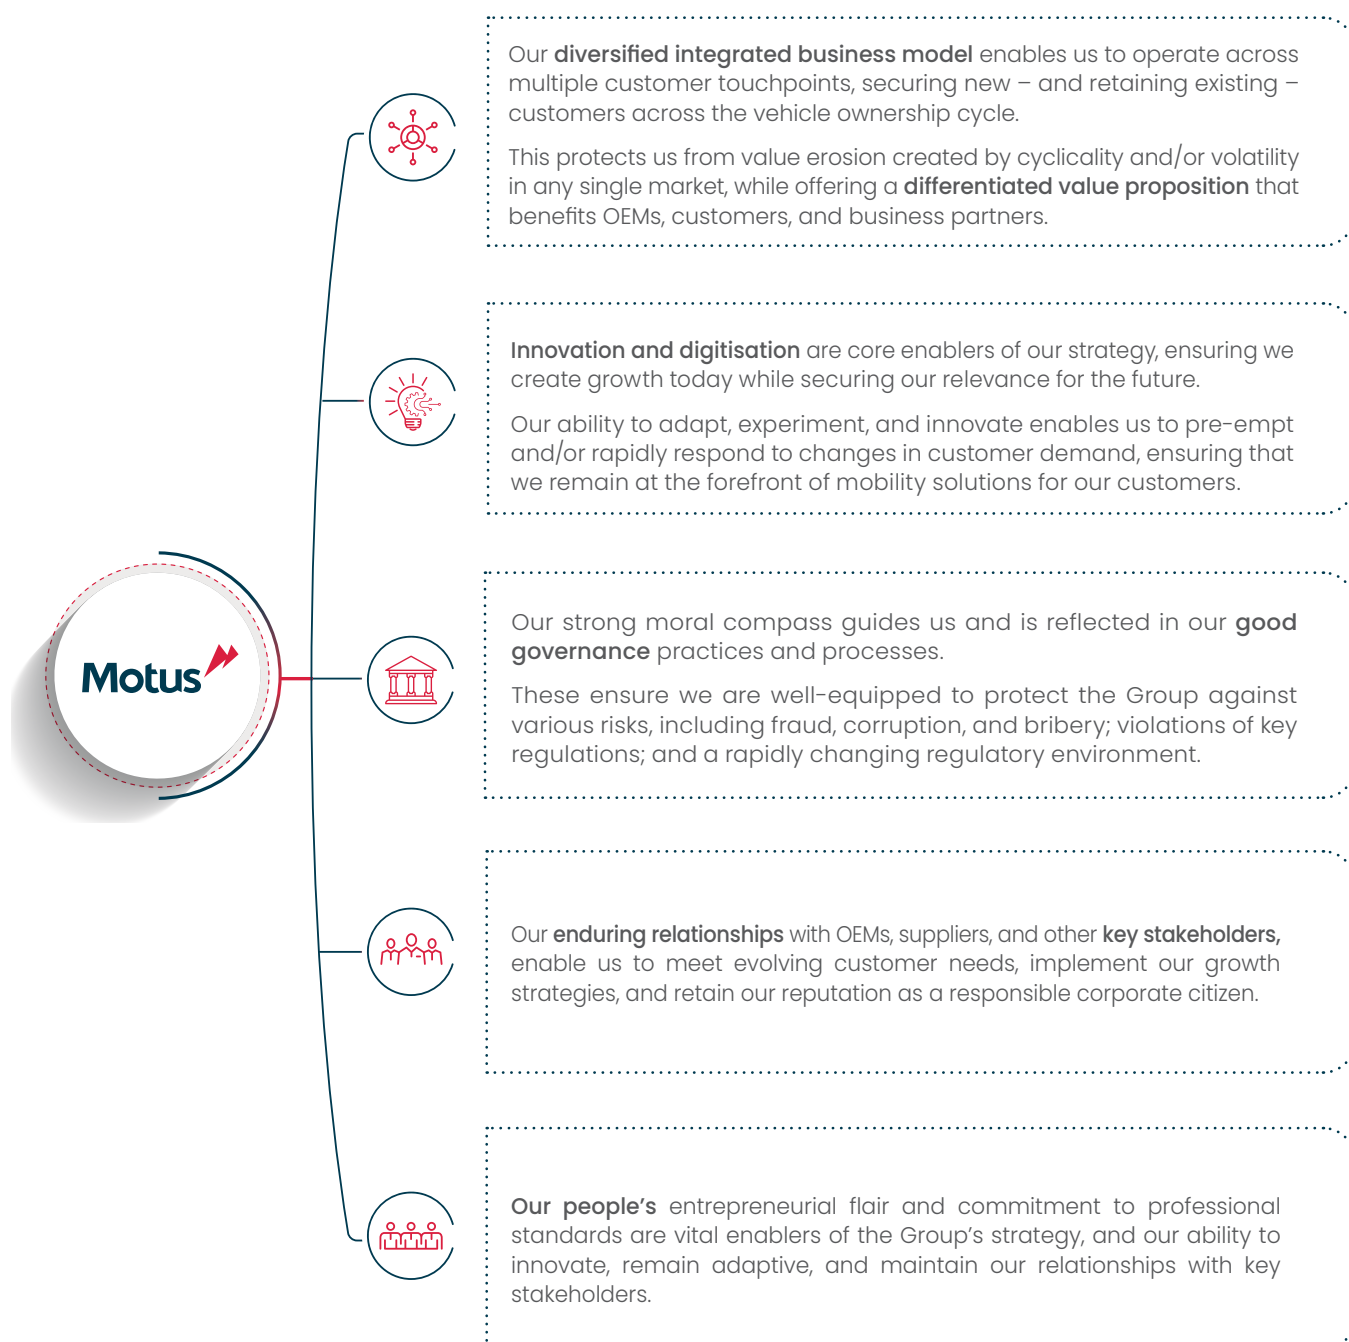 Our diversified integrated business model enables us to operate across
multiple customer touchpoints, securing new – and retaining existing –
customers across the vehicle ownership cycle.
This protects us from value erosion created by cyclicality and/or volatility
in any single market, while offering a differentiated value proposition that
benefits OEMs, customers, and business partners.
Innovation and digitisation are core enablers of our strategy, ensuring we
create growth today while securing our relevance for the future.
Our ability to adapt, experiment, and innovate enables us to pre-empt
and/or rapidly respond to changes in customer demand, ensuring that
we remain at the forefront of mobility solutions for our customers.
Motus
Our strong moral compass guides us and is reflected in our good
governance practices and processes.
These ensure we are well-equipped to protect the Group against
various risks, including fraud, corruption, and bribery; violations of key
regulations; and a rapidly changing regulatory environment.
Our enduring relationships with OEMs, suppliers, and other key stakeholders,
enable us to meet evolving customer needs, implement our growth
strategies, and retain our reputation as a responsible corporate citizen.
Our people’s entrepreneurial flair and commitment to professional
standards are vital enablers of the Group’s strategy, and our ability to
innovate, remain adaptive, and maintain our relationships with key
stakeholders.